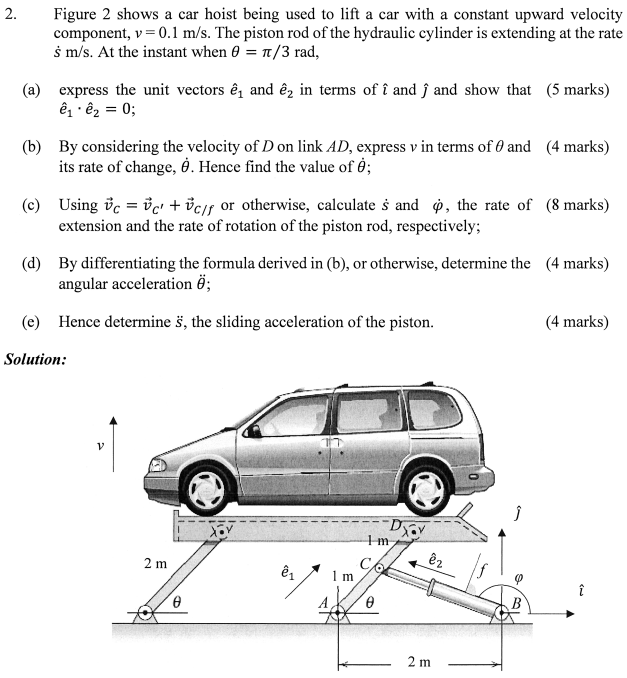 2. Figure 2 shows a car hoist being used to lift a car with a constant upward velocity
component, v = 0.1 m/s. The piston rod of the hydraulic cylinder is extending at the rate
ṡ m/s. At the instant when θ = π/3 rad,
(a) express the unit vectors ê₁ and ê₂ in terms of î and ĵ and show that (5 marks)
ê₁ · ê₂ = 0;
(b) By considering the velocity of D on link AD, express v in terms of θ and (4 marks)
its rate of change, θ̇. Hence find the value of θ̇;
(c) Using v⃗_C = v⃗_C' + v⃗_C/f or otherwise, calculate ṡ and φ̇, the rate of (8 marks)
extension and the rate of rotation of the piston rod, respectively;
(d) By differentiating the formula derived in (b), or otherwise, determine the (4 marks)
angular acceleration θ̈;
(e) Hence determine s̈, the sliding acceleration of the piston. (4 marks)
Solution:
v
ĵ
D
1 m
2 m
ê₁
1 m
C
ê₂
f
φ
î
θ
A
θ
B
2 m